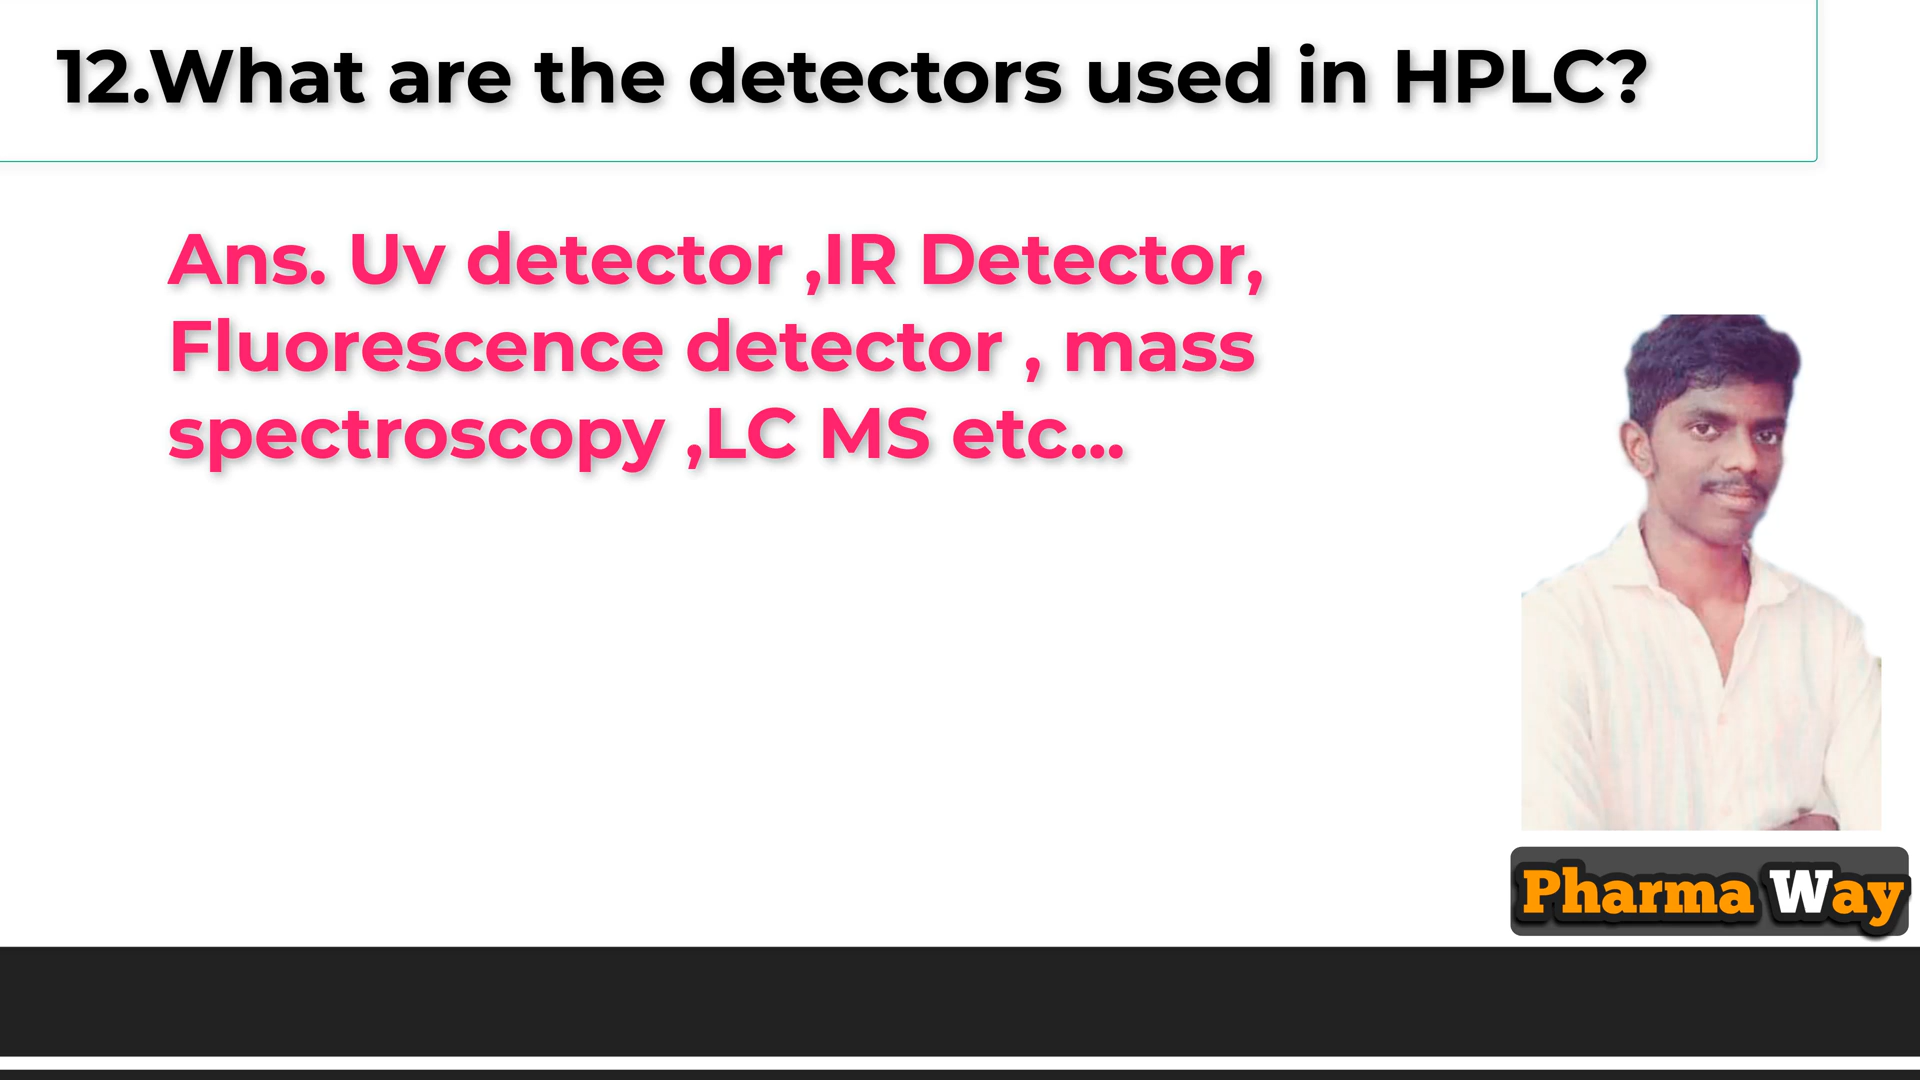 12.What are the detectors used in HPLC?
Ans. Uv detector ,IR Detector,
Fluorescence detector , mass
spectroscopy ,LC MS etc...
Pharma Way